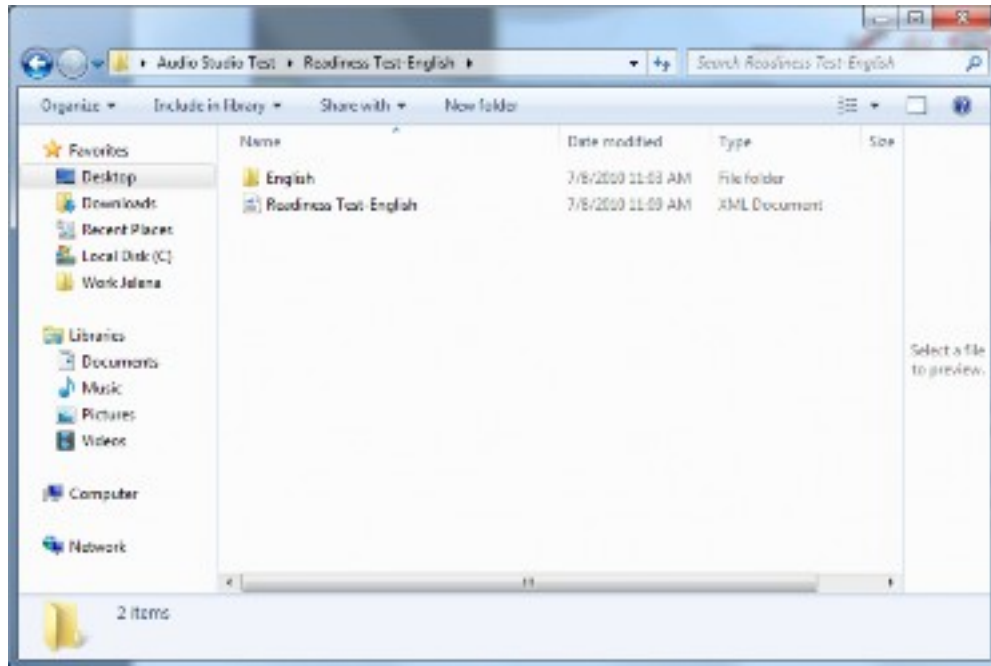 Audio Studio Test ▸ Readiness Test-English ▸
Search Readiness Test-English
Organize Include in library Share with New folder
Name Date modified Type Size
English 7/8/2010 11:03 AM File folder
Readiness Test-English 7/8/2010 11:09 AM XML Document
Favorites
Desktop
Downloads
Recent Places
Local Disk (C)
Work Jelena
Libraries
Documents
Music
Pictures
Videos
Computer
Network
Select a file
to preview.
2 items